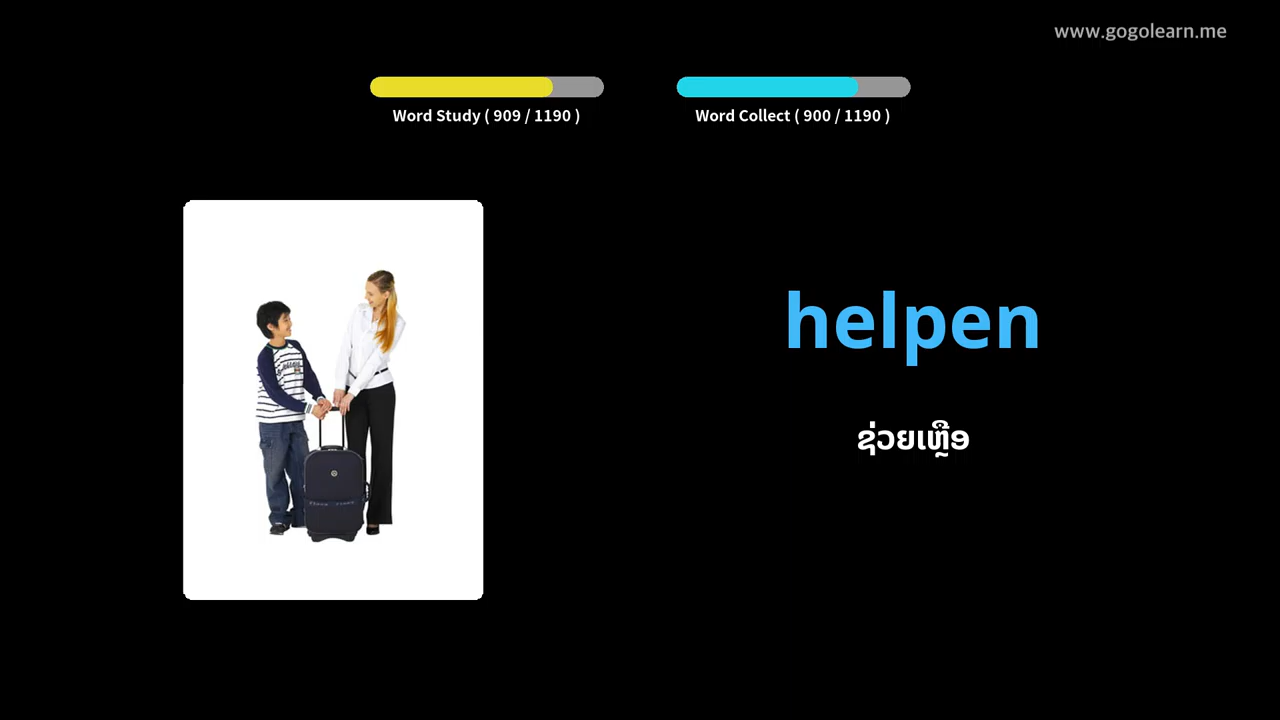 www.gogolearn.me
Word Study ( 909 / 1190 )
Word Collect ( 900 / 1190 )
helpen
ຊ່ວຍເຫຼືອ